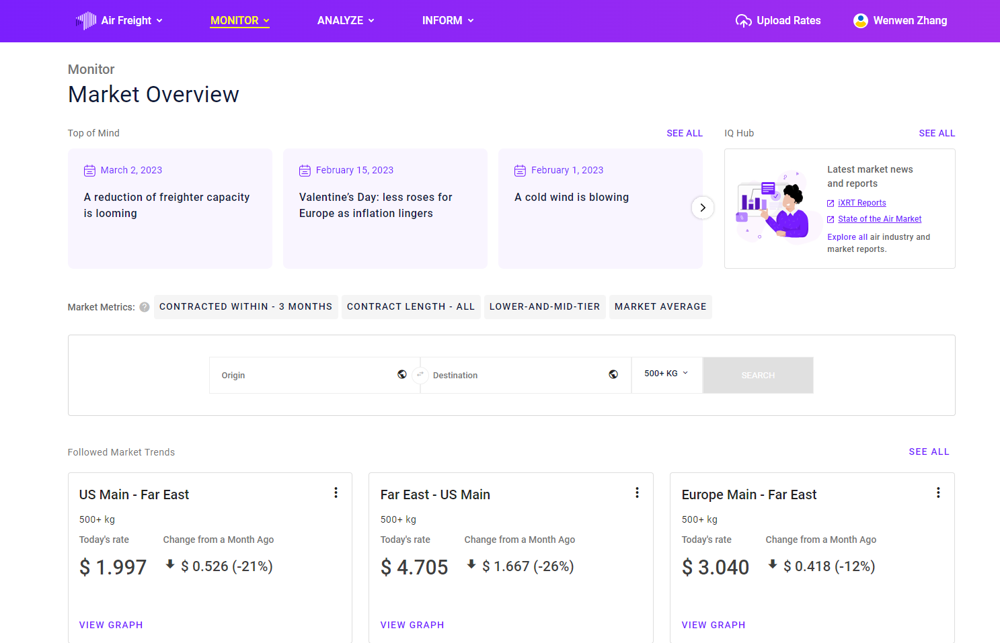 Air Freight
MONITOR
ANALYZE
INFORM
Upload Rates
Wenwen Zhang
Monitor
Market Overview
Top of Mind
SEE ALL
IQ Hub
SEE ALL
March 2, 2023
A reduction of freighter capacity
is looming
February 15, 2023
Valentine’s Day: less roses for
Europe as inflation lingers
February 1, 2023
A cold wind is blowing
Latest market news
and reports
iXRT Reports
State of the Air Market
Explore all air industry and
market reports.
Market Metrics: ?
CONTRACTED WITHIN - 3 MONTHS
CONTRACT LENGTH - ALL
LOWER-AND-MID-TIER
MARKET AVERAGE
Origin
Destination
500+ KG
SEARCH
Followed Market Trends
SEE ALL
US Main - Far East
500+ kg
Today's rate
Change from a Month Ago
$ 1.997
$ 0.526 (-21%)
VIEW GRAPH
Far East - US Main
500+ kg
Today's rate
Change from a Month Ago
$ 4.705
$ 1.667 (-26%)
VIEW GRAPH
Europe Main - Far East
500+ kg
Today's rate
Change from a Month Ago
$ 3.040
$ 0.418 (-12%)
VIEW GRAPH